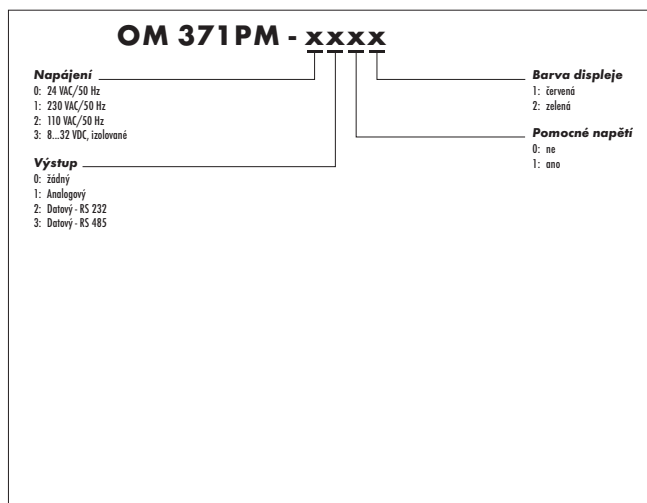 OM 371PM - xxxx
Napájení
0: 24 VAC/50 Hz
1: 230 VAC/50 Hz
2: 110 VAC/50 Hz
3: 8...32 VDC, izolované
Výstup
0: žádný
1: Analogový
2: Datový - RS 232
3: Datový - RS 485
Barva displeje
1: červená
2: zelená
Pomocné napětí
0: ne
1: ano